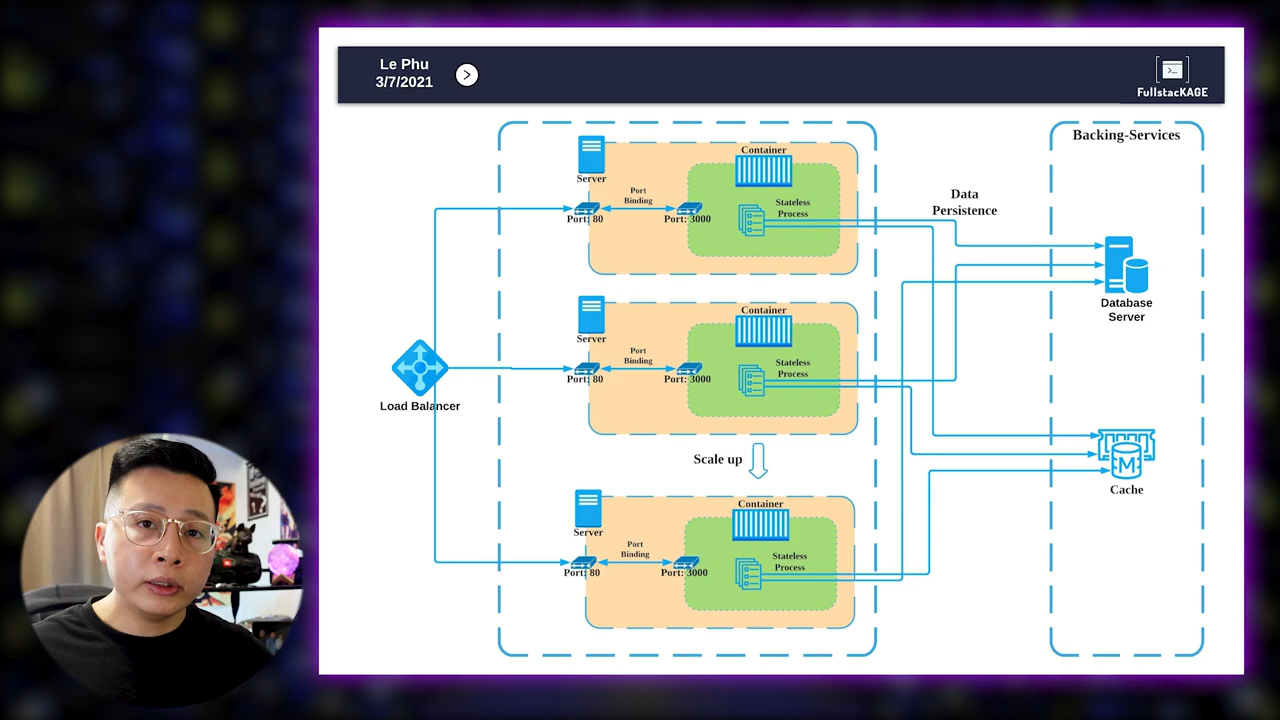 Le Phu
3/7/2021
>_
FullstacKAGE
Backing-Services
Container
Server
Port
Binding
Stateless
Process
Port: 80
Port: 3000
Data
Persistence
Database
Server
Container
Server
Port
Binding
Stateless
Process
Port: 80
Port: 3000
Load Balancer
Scale up
M
Cache
Container
Server
Port
Binding
Stateless
Process
Port: 80
Port: 3000